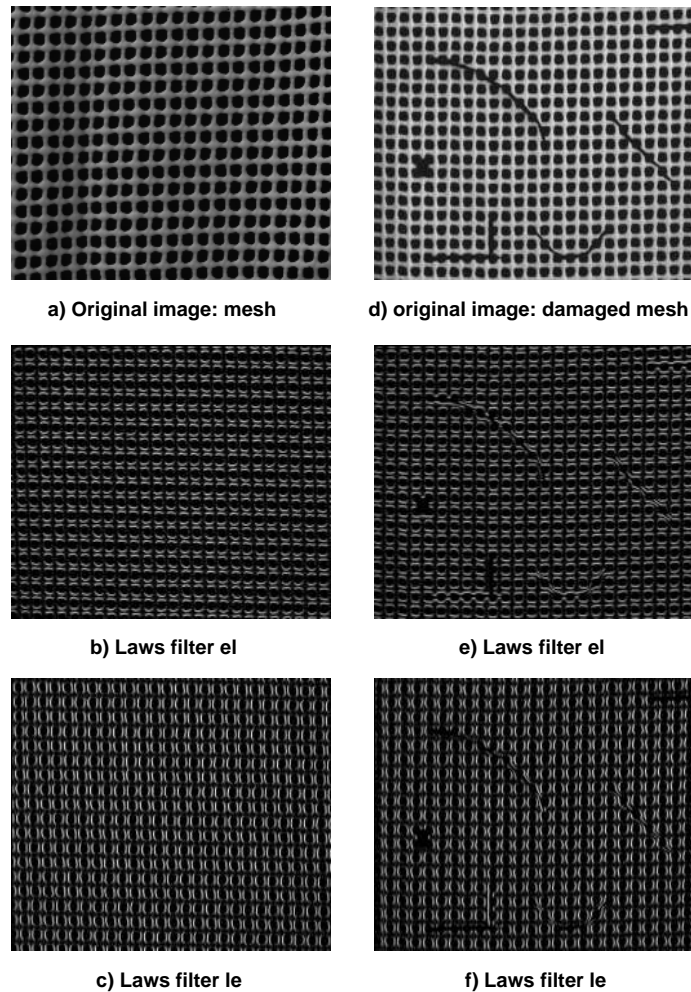 a) Original image: mesh
d) original image: damaged mesh
b) Laws filter el
e) Laws filter el
c) Laws filter le
f) Laws filter le